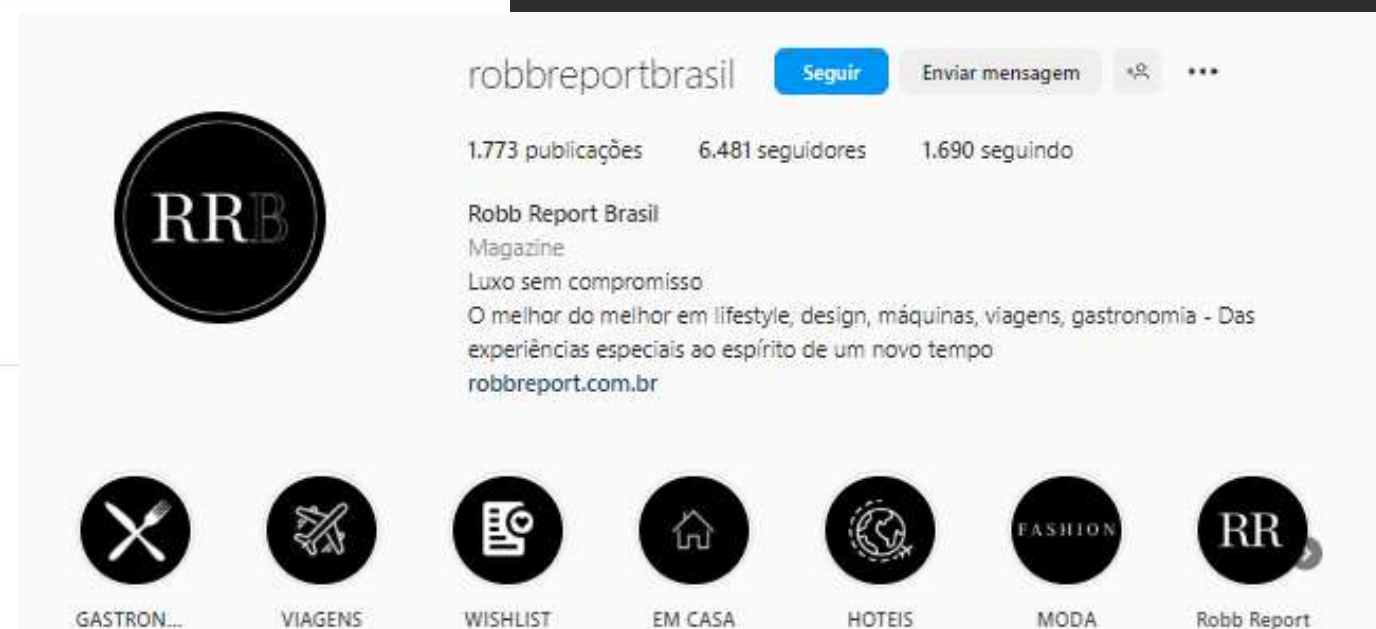 robbreportbrasil Seguir Enviar mensagem
1.773 publicações 6.481 seguidores 1.690 seguindo
RRB
Robb Report Brasil
Magazine
Luxo sem compromisso
O melhor do melhor em lifestyle, design, máquinas, viagens, gastronomia - Das
experiências especiais ao espírito de um novo tempo
robbreport.com.br
FASHION RR
GASTRON... VIAGENS WISHLIST EM CASA HOTEIS MODA Robb Report